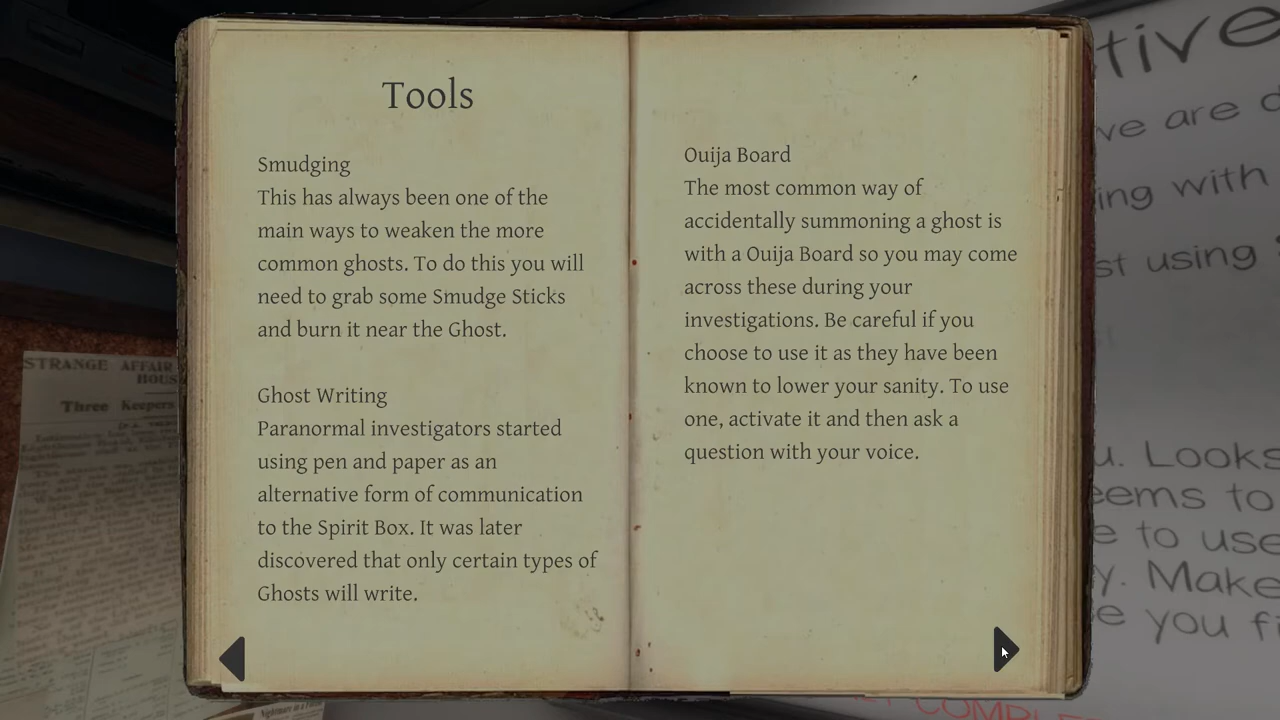 Tools
Smudging
This has always been one of the
main ways to weaken the more
common ghosts. To do this you will
need to grab some Smudge Sticks
and burn it near the Ghost.
Ghost Writing
Paranormal investigators started
using pen and paper as an
alternative form of communication
to the Spirit Box. It was later
discovered that only certain types of
Ghosts will write.
Ouija Board
The most common way of
accidentally summoning a ghost is
with a Ouija Board so you may come
across these during your
investigations. Be careful if you
choose to use it as they have been
known to lower your sanity. To use
one, activate it and then ask a
question with your voice.
STRANGE AFFAIR
HOUS
Three Keepers
tive
ve are d
ing with
st using
u. Looks
eems to
e to use
y. Make
e you fi
COMPLE